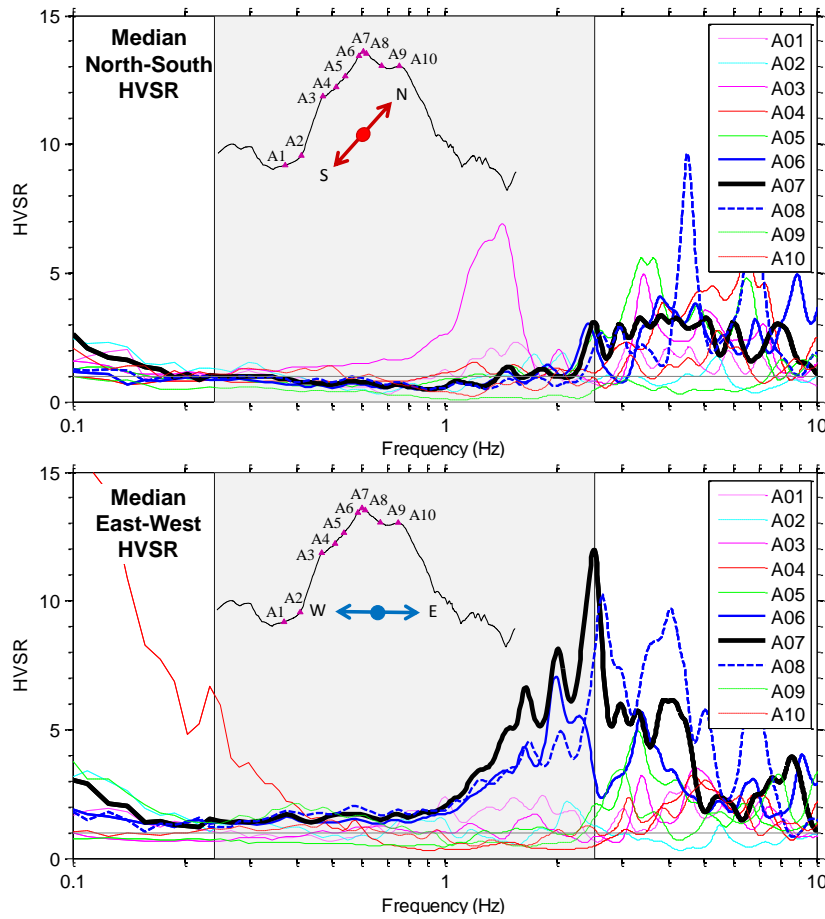 15
10
5
0
HVSR
Median
North-South
HVSR
A1
A2
A3
A4
A5
A6
A7
A8
A9
A10
N
S
A01
A02
A03
A04
A05
A06
A07
A08
A09
A10
0.1
1
10
Frequency (Hz)
15
10
5
0
HVSR
Median
East-West
HVSR
A1
A2
A3
A4
A5
A6
A7
A8
A9
A10
W
E
A01
A02
A03
A04
A05
A06
A07
A08
A09
A10
0.1
1
10
Frequency (Hz)